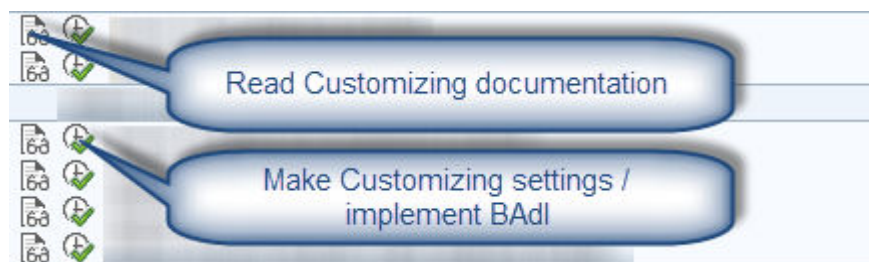 Read Customizing documentation
Make Customizing settings /
implement BAdI